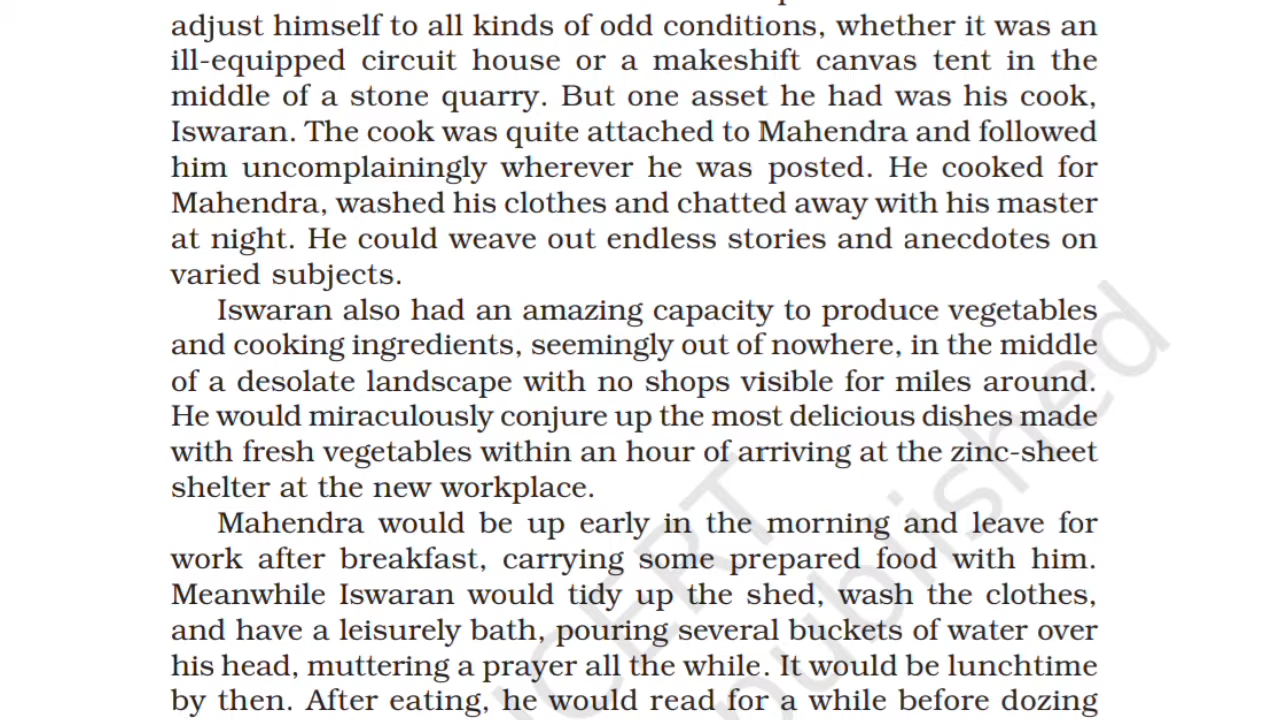 adjust himself to all kinds of odd conditions, whether it was an
ill-equipped circuit house or a makeshift canvas tent in the
middle of a stone quarry. But one asset he had was his cook,
Iswaran. The cook was quite attached to Mahendra and followed
him uncomplainingly wherever he was posted. He cooked for
Mahendra, washed his clothes and chatted away with his master
at night. He could weave out endless stories and anecdotes on
varied subjects.
Iswaran also had an amazing capacity to produce vegetables
and cooking ingredients, seemingly out of nowhere, in the middle
of a desolate landscape with no shops visible for miles around.
He would miraculously conjure up the most delicious dishes made
with fresh vegetables within an hour of arriving at the zinc-sheet
shelter at the new workplace.
Mahendra would be up early in the morning and leave for
work after breakfast, carrying some prepared food with him.
Meanwhile Iswaran would tidy up the shed, wash the clothes,
and have a leisurely bath, pouring several buckets of water over
his head, muttering a prayer all the while. It would be lunchtime
by then. After eating, he would read for a while before dozing
NCERT
published